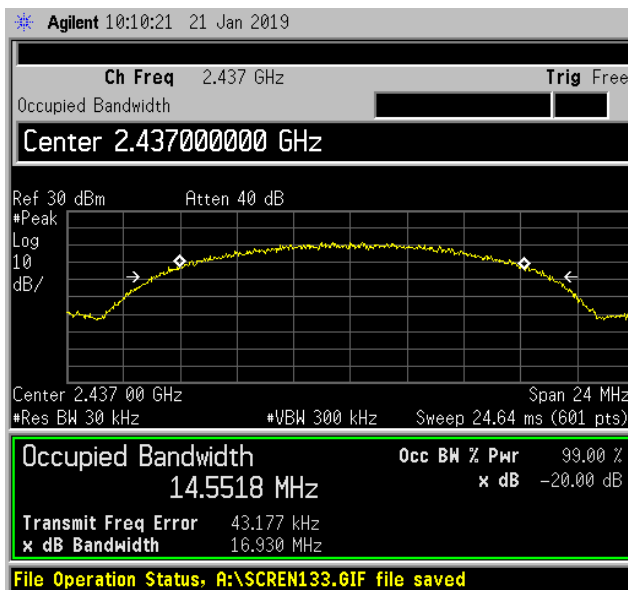 Agilent 10:10:21 21 Jan 2019
Ch Freq 2.437 GHz Trig Free
Occupied Bandwidth
Center 2.437000000 GHz
Ref 30 dBm Atten 40 dB
#Peak
Log
10
dB/
Center 2.437 00 GHz Span 24 MHz
#Res BW 30 kHz #VBW 300 kHz Sweep 24.64 ms (601 pts)
Occupied Bandwidth Occ BW % Pwr 99.00 %
14.5518 MHz x dB -20.00 dB
Transmit Freq Error 43.177 kHz
x dB Bandwidth 16.930 MHz
File Operation Status, A:\SCREN133.GIF file saved